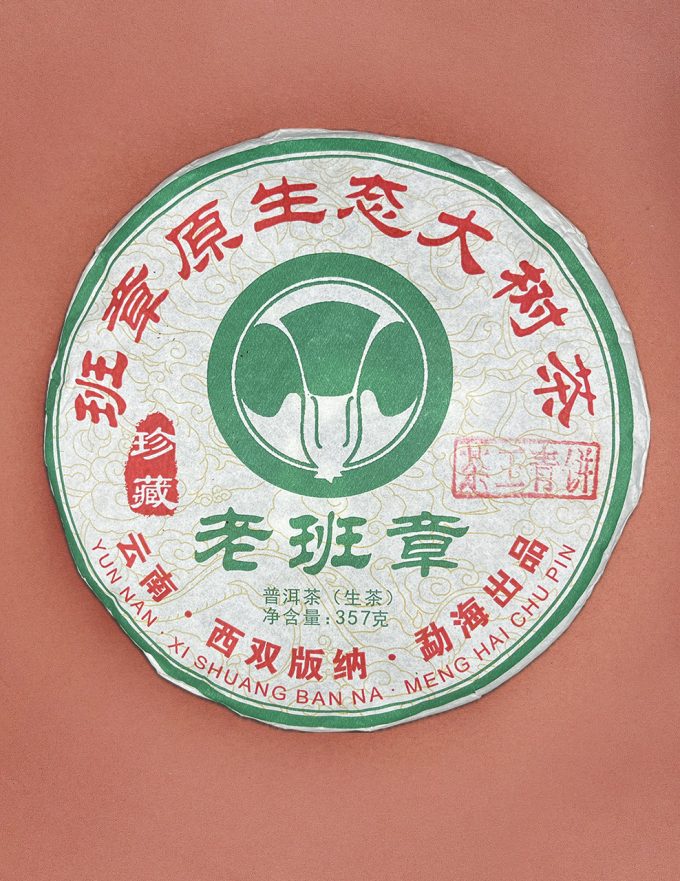 班章原生态大树茶
珍藏
茶王青饼
老班章
普洱茶（生茶）
净含量:357克
云南·西双版纳·勐海出品
YUN NAN · XI SHUANG BAN NA · MENG HAI CHU PIN